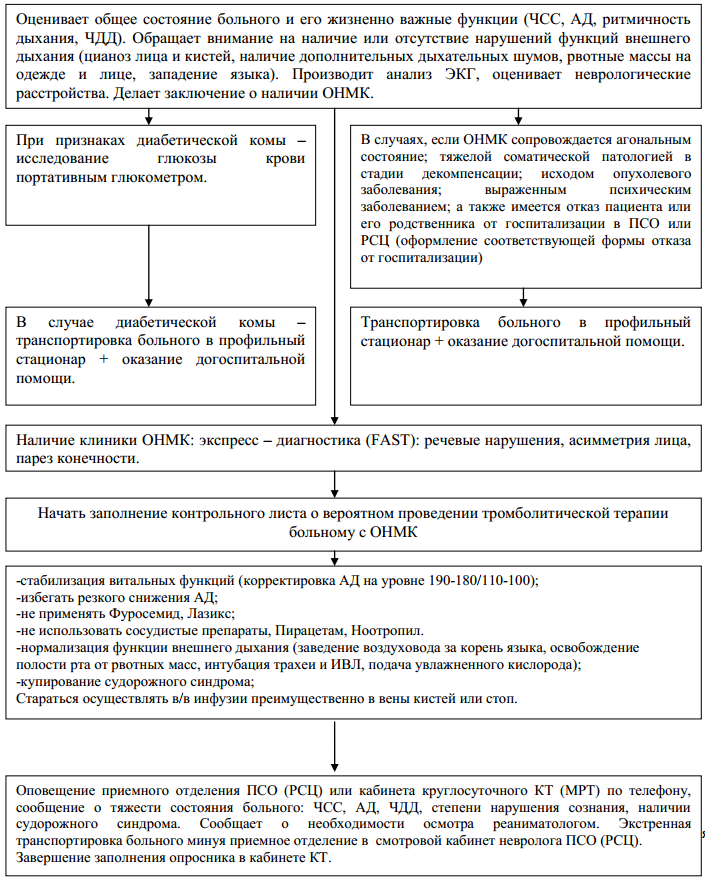 Оценивает общее состояние больного и его жизненно важные функции (ЧСС, АД, ритмичность
дыхания, ЧДД). Обращает внимание на наличие или отсутствие нарушений функций внешнего
дыхания (цианоз лица и кистей, наличие дополнительных дыхательных шумов, рвотные массы на
одежде и лице, западение языка). Производит анализ ЭКГ, оценивает неврологические
расстройства. Делает заключение о наличии ОНМК.
При признаках диабетической комы –
исследование глюкозы крови
портативным глюкометром.
В случаях, если ОНМК сопровождается агональным
состояние; тяжелой соматической патологией в
стадии декомпенсации; исходом опухолевого
заболевания; выраженным психическим
заболеванием; а также имеется отказ пациента или
его родственника от госпитализации в ПСО или
РСЦ (оформление соответствующей формы отказа
от госпитализации)
В случае диабетической комы –
транспортировка больного в профильный
стационар + оказание догоспитальной
помощи.
Транспортировка больного в профильный
стационар + оказание догоспитальной помощи.
Наличие клиники ОНМК: экспресс – диагностика (FAST): речевые нарушения, асимметрия лица,
парез конечности.
Начать заполнение контрольного листа о вероятном проведении тромболитической терапии
больному с ОНМК
-стабилизация витальных функций (корректировка АД на уровне 190-180/110-100);
-избегать резкого снижения АД;
-не применять Фуросемид, Лазикс;
-не использовать сосудистые препараты, Пирацетам, Ноотропил.
-нормализация функции внешнего дыхания (заведение воздуховода за корень языка, освобождение
полости рта от рвотных масс, интубация трахеи и ИВЛ, подача увлажненного кислорода);
-купирование судорожного синдрома;
Стараться осуществлять в/в инфузии преимущественно в вены кистей или стоп.
Оповещение приемного отделения ПСО (РСЦ) или кабинета круглосуточного КТ (МРТ) по телефону,
сообщение о тяжести состояния больного: ЧСС, АД, ЧДД, степени нарушения сознания, наличии
судорожного синдрома. Сообщает о необходимости осмотра реаниматологом. Экстренная
транспортировка больного минуя приемное отделение в смотровой кабинет невролога ПСО (РСЦ).
Завершение заполнения опросника в кабинете КТ.